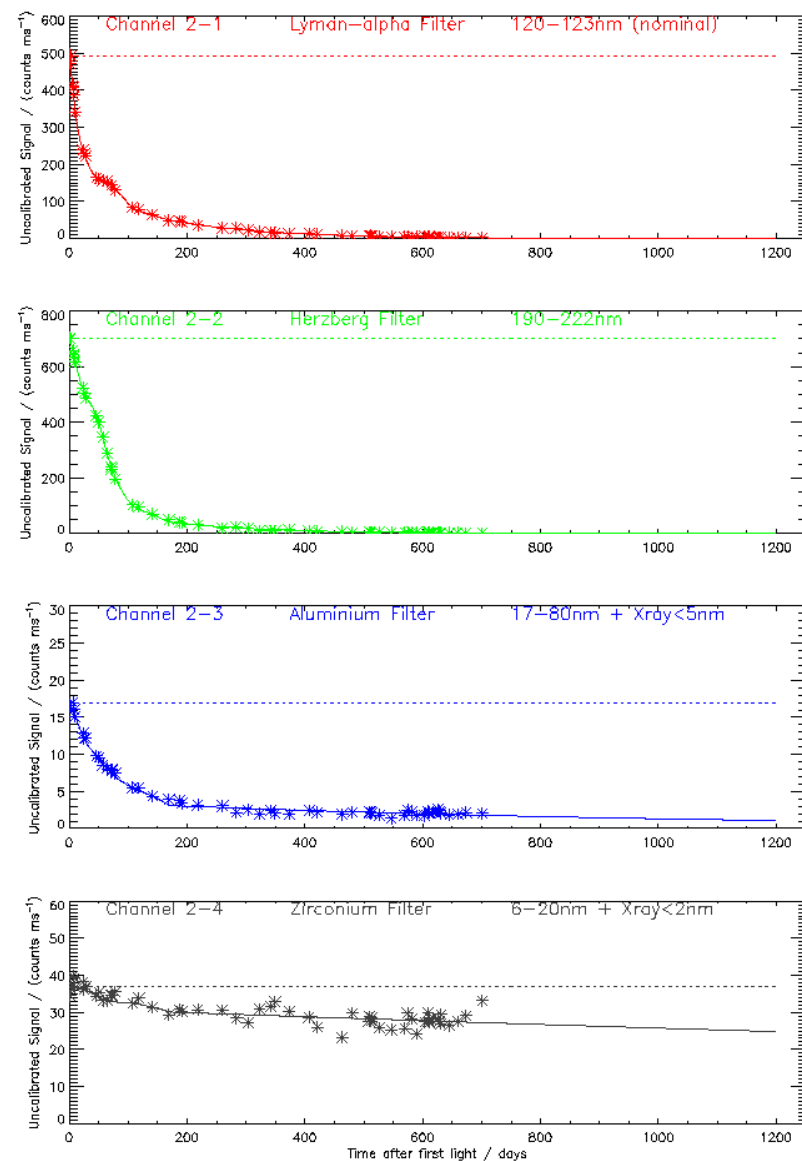 600
Channel 2-1 Lyman-alpha Filter 120-123nm (nominal)
500
400
300
200
100
0
Uncalibrated Signal / (counts ms⁻¹)
0 200 400 600 800 1000 1200
800
Channel 2-2 Herzberg Filter 190-222nm
600
400
200
0
Uncalibrated Signal / (counts ms⁻¹)
0 200 400 600 800 1000 1200
30
Channel 2-3 Aluminium Filter 17-80nm + Xray<5nm
25
20
15
10
5
0
Uncalibrated Signal / (counts ms⁻¹)
0 200 400 600 800 1000 1200
60
Channel 2-4 Zirconium Filter 6-20nm + Xray<2nm
50
40
30
20
10
0
Uncalibrated Signal / (counts ms⁻¹)
0 200 400 600 800 1000 1200
Time after first light / days